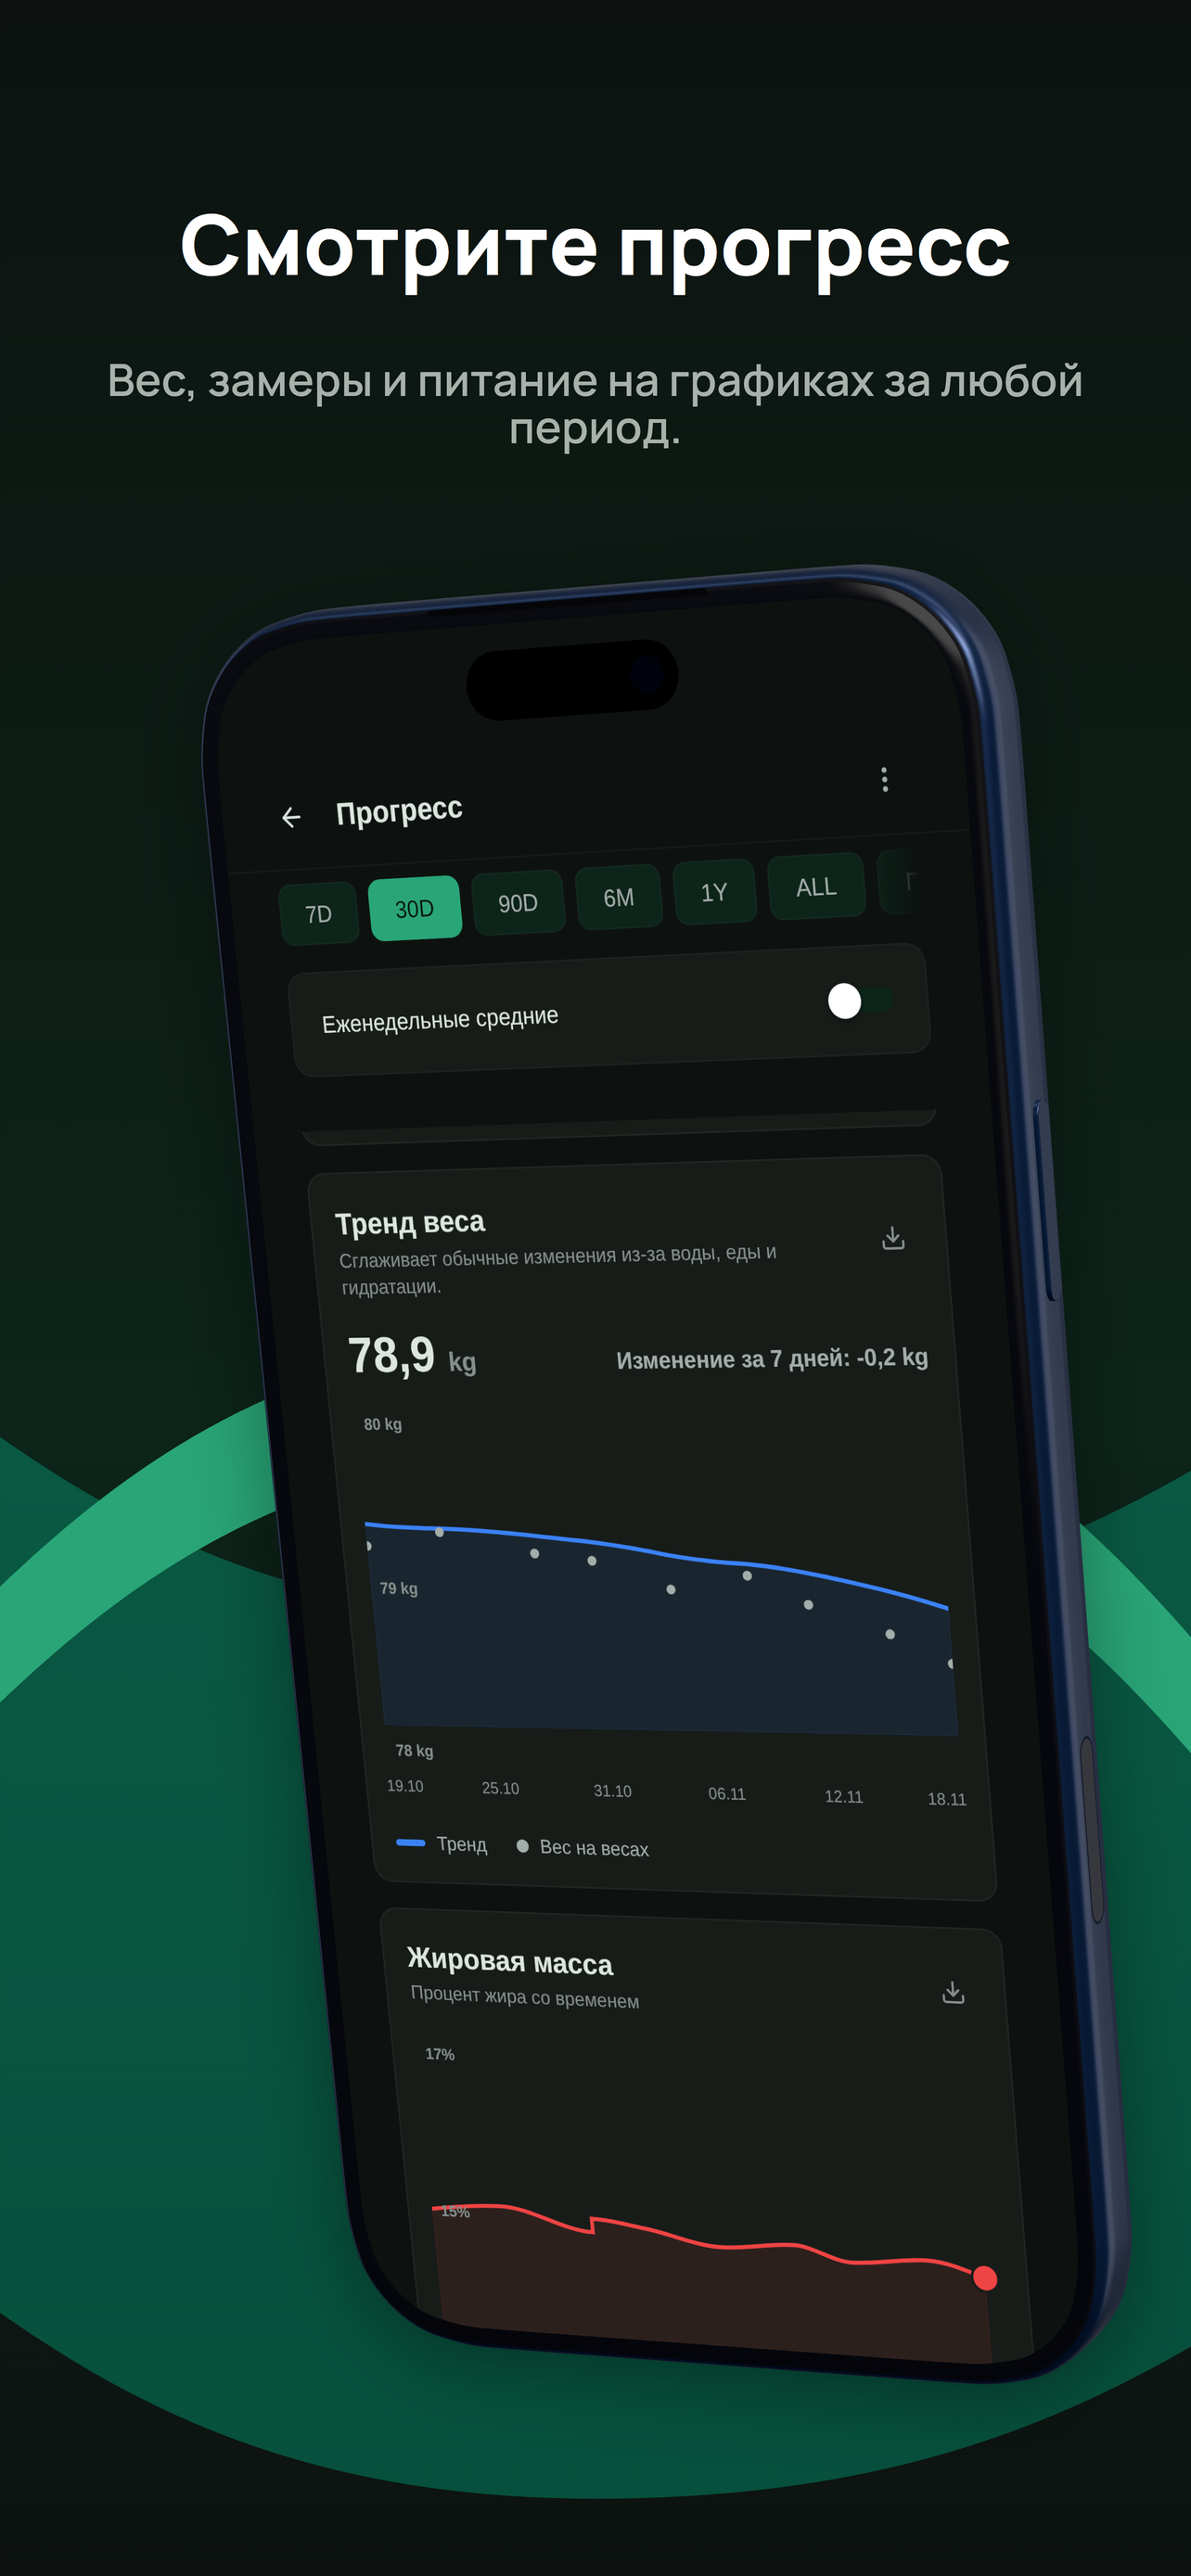 Смотрите прогресс
Вес, замеры и питание на графиках за любой
период.
Прогресс
7D 30D 90D 6M 1Y ALL
Еженедельные средние
Тренд веса
Сглаживает обычные изменения из-за воды, еды и
гидратации.
78,9 kg Изменение за 7 дней: -0,2 kg
80 kg
79 kg
78 kg
19.10 25.10 31.10 06.11 12.11 18.11
Тренд Вес на весах
Жировая масса
Процент жира со временем
17%
15%